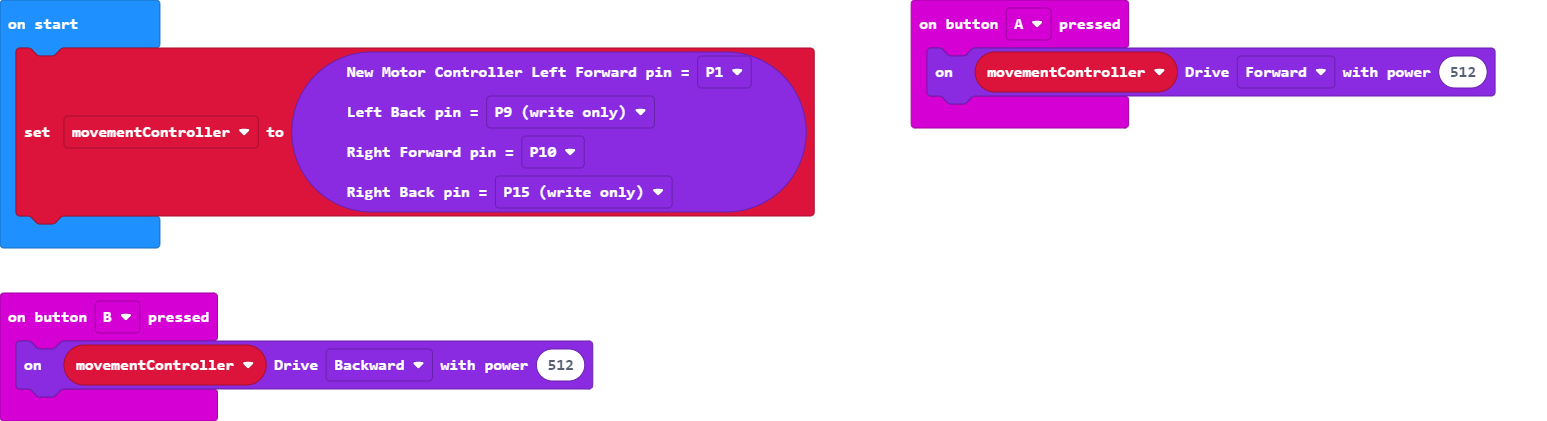 on start
set movementController to
New Motor Controller Left Forward pin = P1
Left Back pin = P9 (write only)
Right Forward pin = P10
Right Back pin = P15 (write only)
on button A pressed
on movementController Drive Forward with power 512
on button B pressed
on movementController Drive Backward with power 512